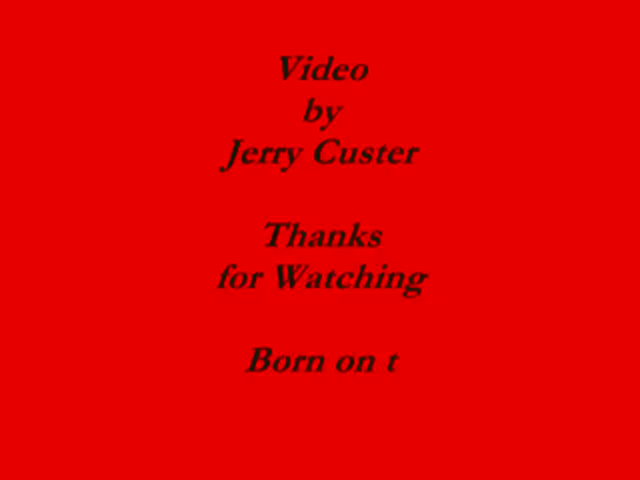 Video
by
Jerry Custer
Thanks
for Watching
Born on t